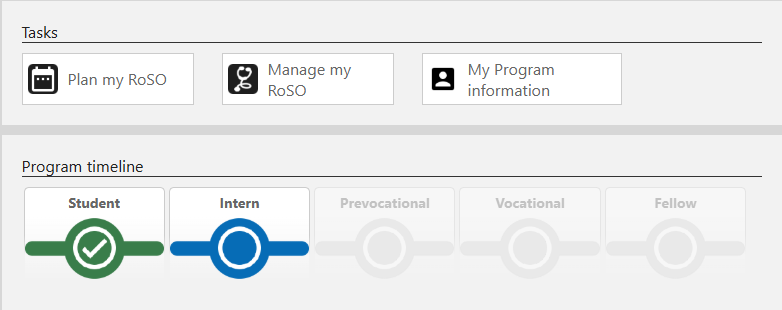 Tasks
Plan my RoSO
Manage my
RoSO
My Program
information
Program timeline
Student
Intern
Prevocational
Vocational
Fellow